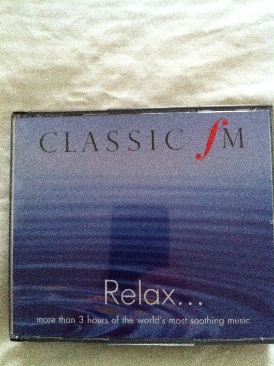 CLASSIC fM
Relax...
more than 3 hours of the world's most soothing music